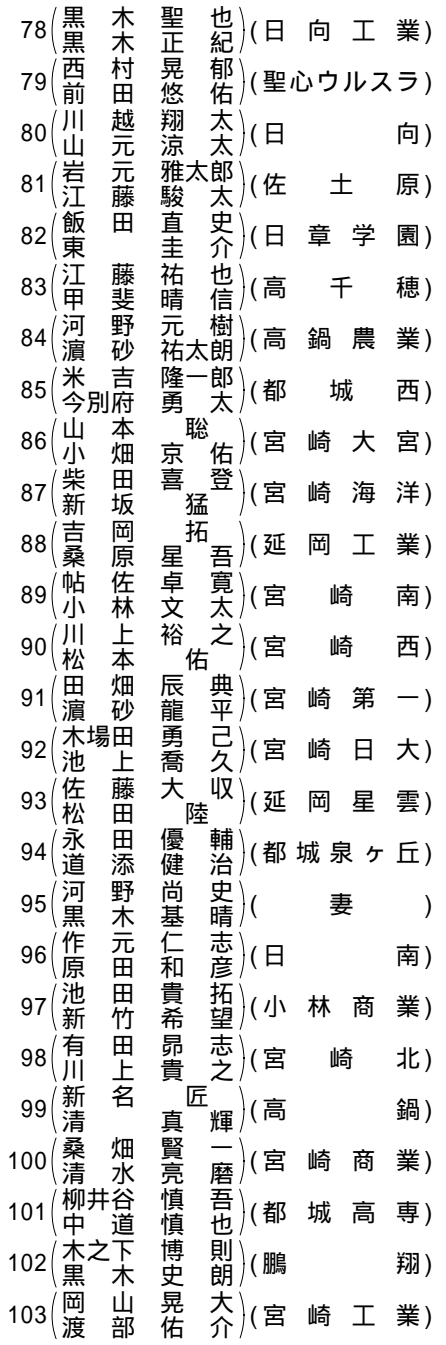 78(黒木聖也 黒木正紀)(日向工業)
79(西村晃郁 前田悠佑)(聖心ウルスラ)
80(川越翔太 山元涼太)(日向)
81(岩元雅太郎 江藤駿太)(佐土原)
82(飯田直史 東圭介)(日章学園)
83(江藤祐也 甲斐晴信)(高千穂)
84(河野元樹 濵砂祐太朗)(高鍋農業)
85(米吉隆一郎 今別府勇太)(都城西)
86(山本聡 小畑京佑)(宮崎大宮)
87(柴田喜登 新坂猛)(宮崎海洋)
88(吉岡拓 桑原星吾)(延岡工業)
89(帖佐卓寛 小林文太)(宮崎南)
90(川上裕之 松本佑)(宮崎西)
91(田畑辰典 濵砂龍平)(宮崎第一)
92(木場田勇己 池上喬久)(宮崎日大)
93(佐藤大収 松田陸)(延岡星雲)
94(永田優輔 道添健治)(都城泉ヶ丘)
95(河野尚史 黒木基晴)(妻)
96(作元仁志 原田和彦)(日南)
97(池田貴拓 新竹希望)(小林商業)
98(有田昴志 川上貴之)(宮崎北)
99(新名匠 清真輝)(高鍋)
100(桑畑賢一 清水亮磨)(宮崎商業)
101(柳井谷慎吾 中道慎也)(都城高専)
102(木之下博則 黒木史朗)(鵬翔)
103(岡山晃大 渡部佑介)(宮崎工業)